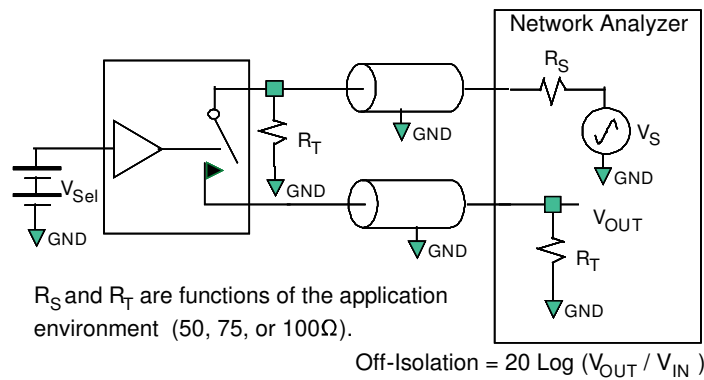 Network Analyzer
R_S
V_S
GND
R_T
GND
GND
V_Sel
GND
V_OUT
R_T
GND
GND
R_S and R_T are functions of the application
environment (50, 75, or 100Ω).
Off-Isolation = 20 Log (V_OUT / V_IN )